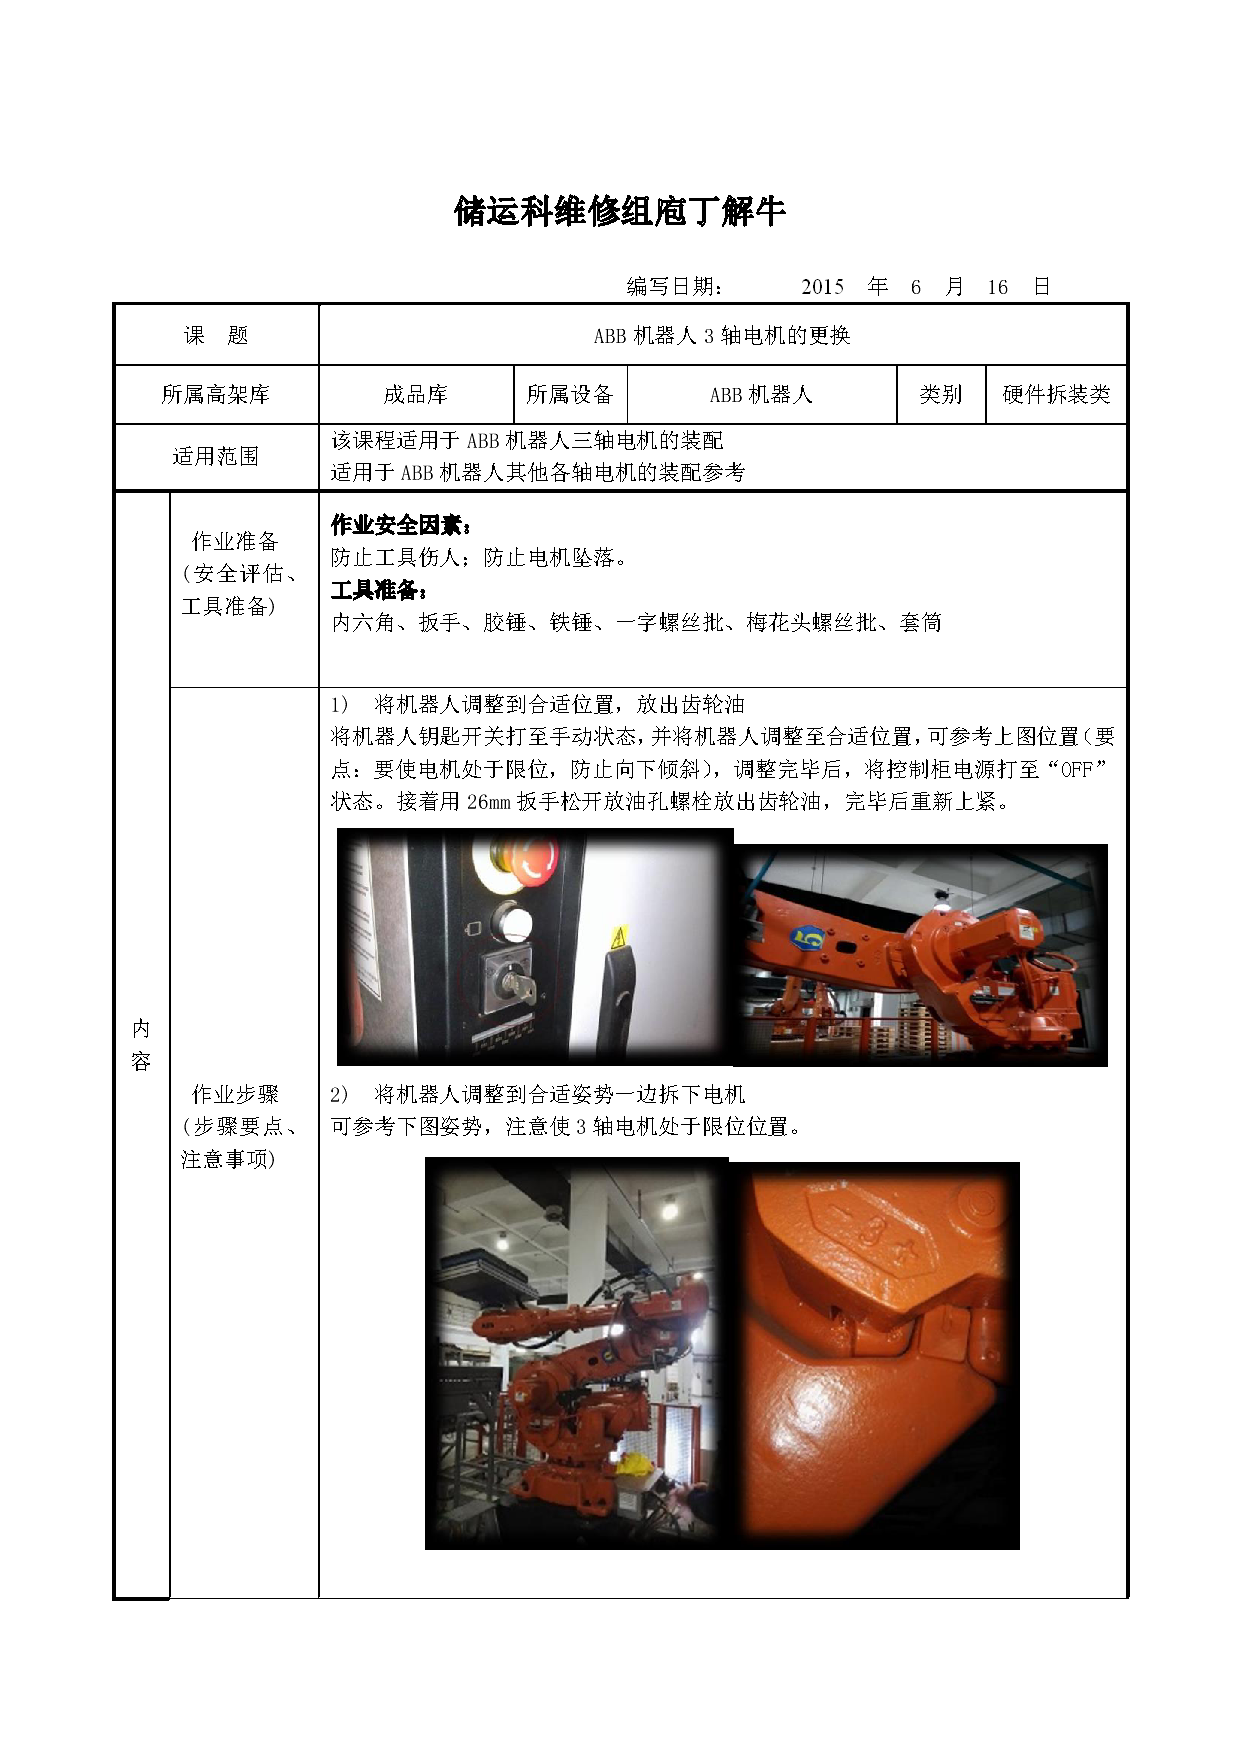 储运科维修组庖丁解牛
编写日期： 2015 年 6 月 16 日
课 题 ABB 机器人 3 轴电机的更换
所属高架库 成品库 所属设备 ABB 机器人 类别 硬件拆装类
适用范围
该课程适用于 ABB 机器人三轴电机的装配
适用于 ABB 机器人其他各轴电机的装配参考
内
容
作业准备
(安全评估、
工具准备)
作业安全因素：
防止工具伤人；防止电机坠落。
工具准备：
内六角、扳手、胶锤、铁锤、一字螺丝批、梅花头螺丝批、套筒
作业步骤
(步骤要点、
注意事项)
1) 将机器人调整到合适位置，放出齿轮油
将机器人钥匙开关打至手动状态，并将机器人调整至合适位置，可参考上图位置（要
点：要使电机处于限位，防止向下倾斜），调整完毕后，将控制柜电源打至“OFF”
状态。接着用 26mm 扳手松开放油孔螺栓放出齿轮油，完毕后重新上紧。
5
2) 将机器人调整到合适姿势一边拆下电机
可参考下图姿势，注意使 3 轴电机处于限位位置。
- 3 +